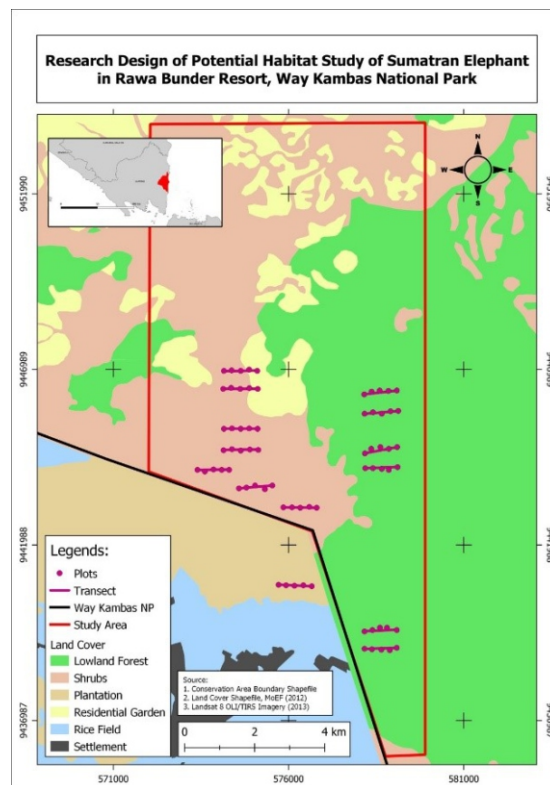 Research Design of Potential Habitat Study of Sumatran Elephant
in Rawa Bunder Resort, Way Kambas National Park
N
W
E
S
9451990
9446989
9441988
9436987
Legends:
Plots
Transect
Way Kambas NP
Study Area
Land Cover
Lowland Forest
Shrubs
Plantation
Residential Garden
Rice Field
Settlement
Source:
1. Conservation Area Boundary Shapefile
2. Land Cover Shapefile, MoEF (2012)
3. Landsat 8 OLI/TIRS Imagery (2013)
0 2 4 km
571000 576000 581000